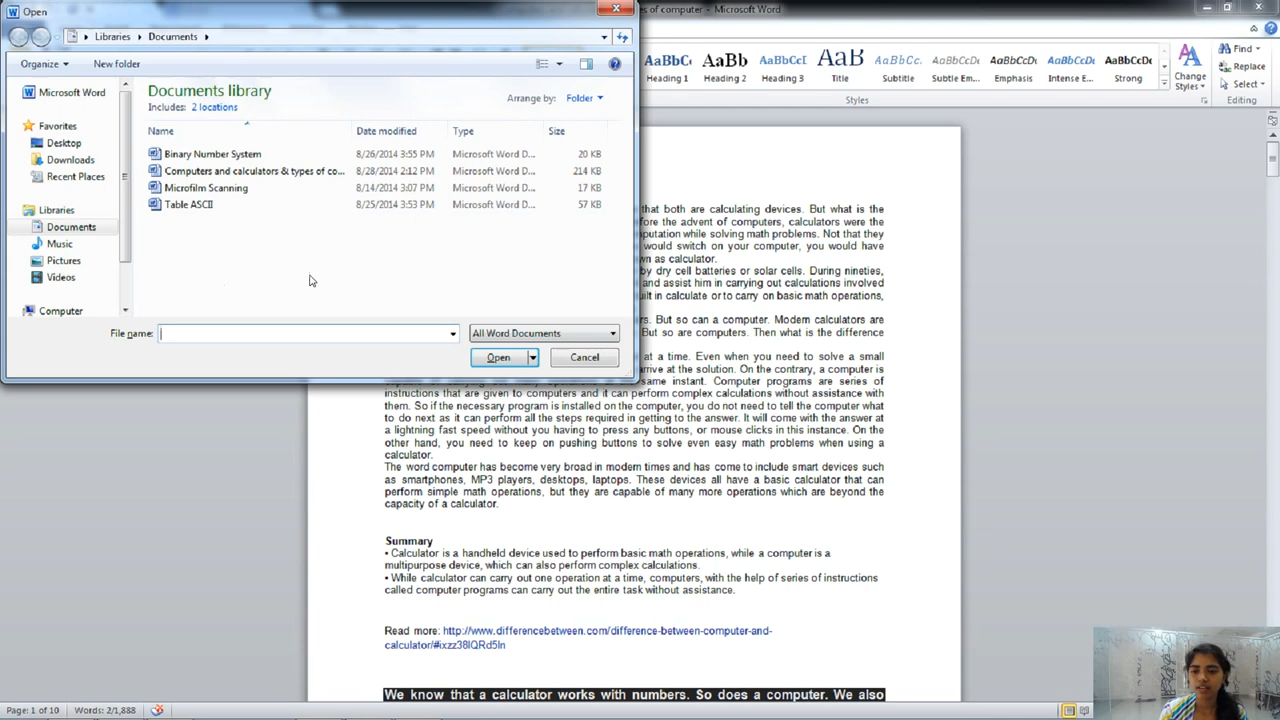 Open
es of computer - Microsoft Word
Libraries Documents
Organize New folder
Microsoft Word
Favorites
Desktop
Downloads
Recent Places
Libraries
Documents
Music
Pictures
Videos
Computer
Documents library
Includes: 2 locations
Arrange by: Folder
Name Date modified Type Size
Binary Number System 8/26/2014 3:55 PM Microsoft Word D... 20 KB
Computers and calculators & types of co... 8/28/2014 2:12 PM Microsoft Word D... 214 KB
Microfilm Scanning 8/14/2014 3:07 PM Microsoft Word D... 17 KB
Table ASCII 8/25/2014 3:53 PM Microsoft Word D... 57 KB
File name: All Word Documents
Open Cancel
AaBbC AaBb AaBbCcI AaB AaBbCcL AaBbCcDc AaBbCcDc AaBbCcDc AaBbCcDc
Heading 1 Heading 2 Heading 3 Title Subtitle Subtle Em... Emphasis Intense E... Strong
Change
Styles
Styles
Find
Replace
Select
Editing
that both are calculating devices. But what is the
fore the advent of computers, calculators were the
putation while solving math problems. Not that they
would switch on your computer, you would have
wn as calculator.
by dry cell batteries or solar cells. During nineties,
and assist him in carrying out calculations involved
uilt in calculate or to carry on basic math operations,
rs. But so can a computer. Modern calculators are
But so are computers. Then what is the difference
at a time. Even when you need to solve a small
arrive at the solution. On the contrary, a computer is
same instant. Computer programs are series of
instructions that are given to computers and it can perform complex calculations without assistance with
them. So if the necessary program is installed on the computer, you do not need to tell the computer what
to do next as it can perform all the steps required in getting to the answer. It will come with the answer at
a lightning fast speed without you having to press any buttons, or mouse clicks in this instance. On the
other hand, you need to keep on pushing buttons to solve even easy math problems when using a
calculator.
The word computer has become very broad in modern times and has come to include smart devices such
as smartphones, MP3 players, desktops, laptops. These devices all have a basic calculator that can
perform simple math operations, but they are capable of many more operations which are beyond the
capacity of a calculator.
Summary
• Calculator is a handheld device used to perform basic math operations, while a computer is a
multipurpose device, which can also perform complex calculations.
• While calculator can carry out one operation at a time, computers, with the help of series of instructions
called computer programs can carry out the entire task without assistance.
Read more: http://www.differencebetween.com/difference-between-computer-and-
calculator/#ixzz38lQRd5ln
We know that a calculator works with numbers. So does a computer. We also
Page: 1 of 10 Words: 2/1,888